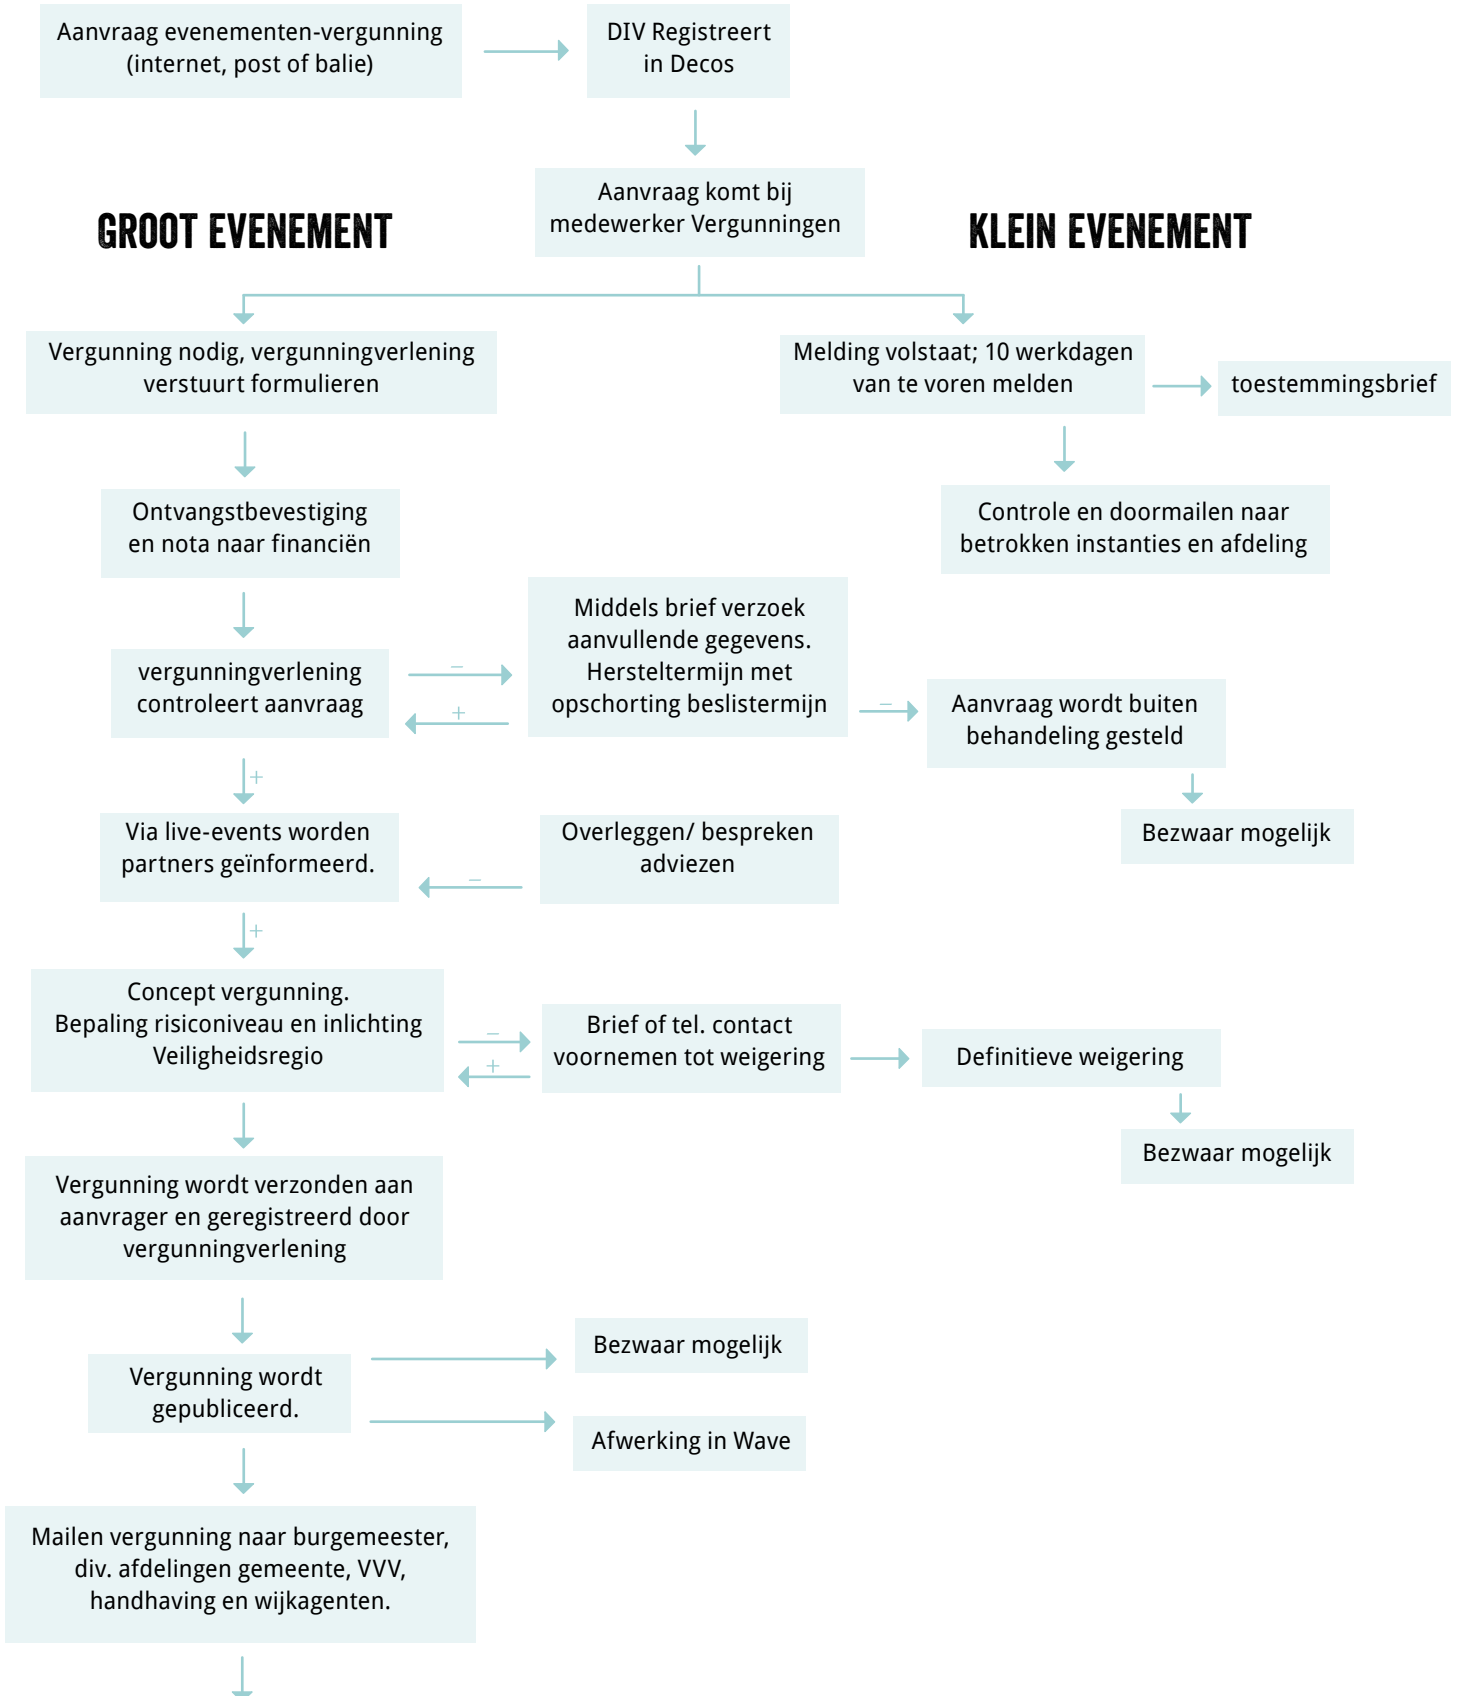 Aanvraag evenementen-vergunning
(internet, post of balie)
DIV Registreert
in Decos
Aanvraag komt bij
medewerker Vergunningen
GROOT EVENEMENT
KLEIN EVENEMENT
Vergunning nodig, vergunningverlening
verstuurt formulieren
Melding volstaat; 10 werkdagen
van te voren melden
toestemmingsbrief
Ontvangstbevestiging
en nota naar financiën
Controle en doormailen naar
betrokken instanties en afdeling
Middels brief verzoek
aanvullende gegevens.
Hersteltermijn met
opschorting beslistermijn
vergunningverlening
controleert aanvraag
–
+
–
Aanvraag wordt buiten
behandeling gesteld
+
Bezwaar mogelijk
Via live-events worden
partners geïnformeerd.
Overleggen/ bespreken
adviezen
–
+
Concept vergunning.
Bepaling risiconiveau en inlichting
Veiligheidsregio
–
+
Brief of tel. contact
voornemen tot weigering
Definitieve weigering
Bezwaar mogelijk
Vergunning wordt verzonden aan
aanvrager en geregistreerd door
vergunningverlening
Vergunning wordt
gepubliceerd.
Bezwaar mogelijk
Afwerking in Wave
Mailen vergunning naar burgemeester,
div. afdelingen gemeente, VVV,
handhaving en wijkagenten.